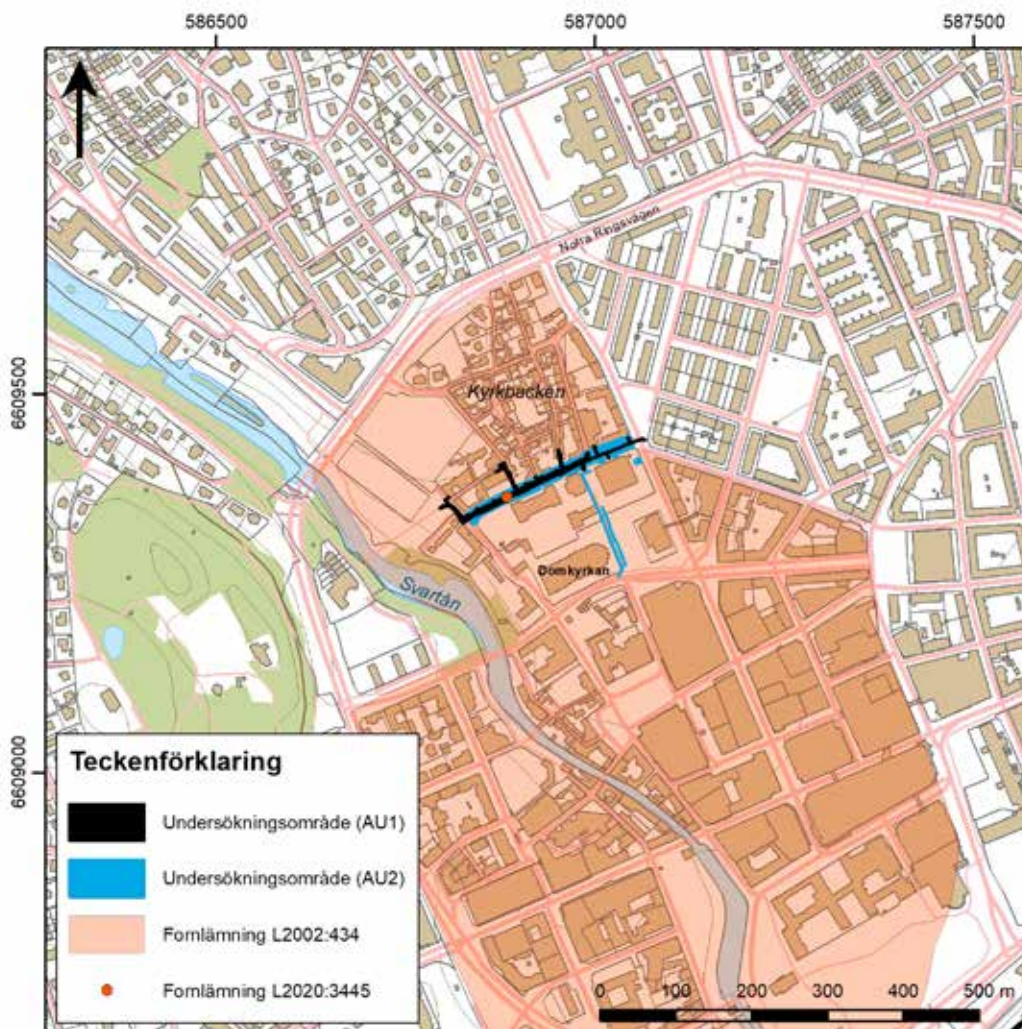 586500 587000 587500
Norra Ringvägen
6609500
Kyrkbacken
Domkyrkan
Svartån
6609000
Teckenförklaring
Undersökningsområde (AU1)
Undersökningsområde (AU2)
Fornlämning L2002:434
Fornlämning L2020:3445
0 100 200 300 400 500 m